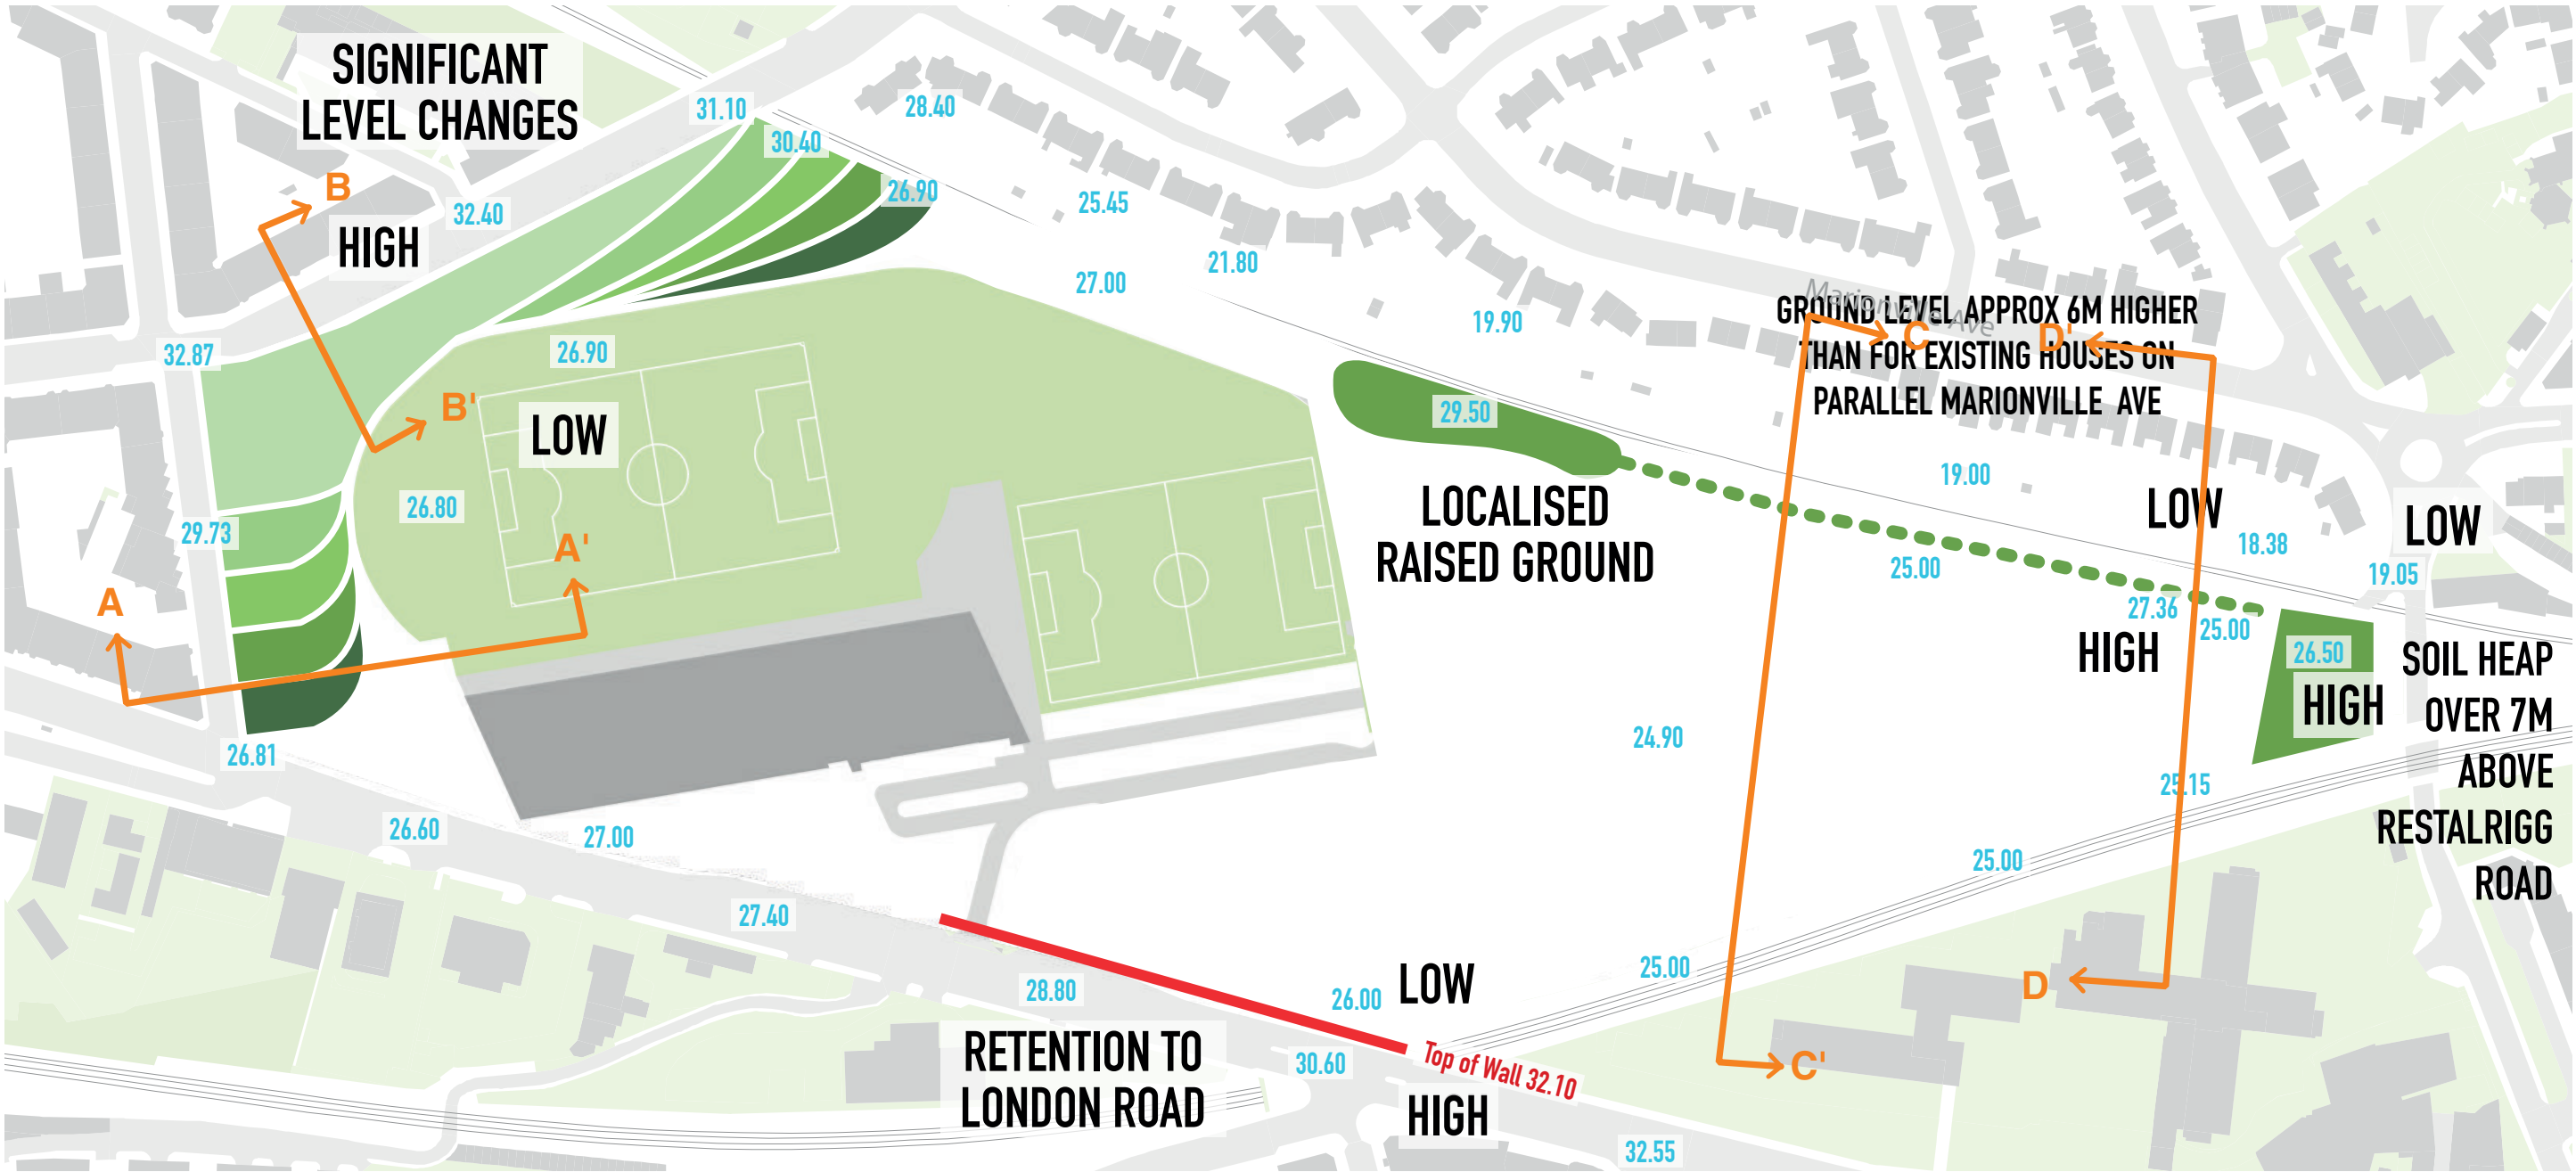 SIGNIFICANT
LEVEL CHANGES
31.10
28.40
30.40
B
32.40
26.90
25.45
HIGH
21.80
27.00
Marionville Ave
GROUND LEVEL APPROX 6M HIGHER
THAN FOR EXISTING HOUSES ON
PARALLEL MARIONVILLE AVE
C
D'
19.90
32.87
26.90
B'
LOW
29.50
26.80
29.73
19.00
LOCALISED
RAISED GROUND
LOW
LOW
18.38
19.05
A'
25.00
A
27.36
25.00
HIGH
26.50
HIGH
SOIL HEAP
OVER 7M
ABOVE
RESTALRIGG
ROAD
24.90
26.81
25.15
26.60
27.00
25.00
27.40
25.00
28.80
26.00
LOW
D
RETENTION TO
LONDON ROAD
30.60
Top of Wall 32.10
C'
HIGH
32.55